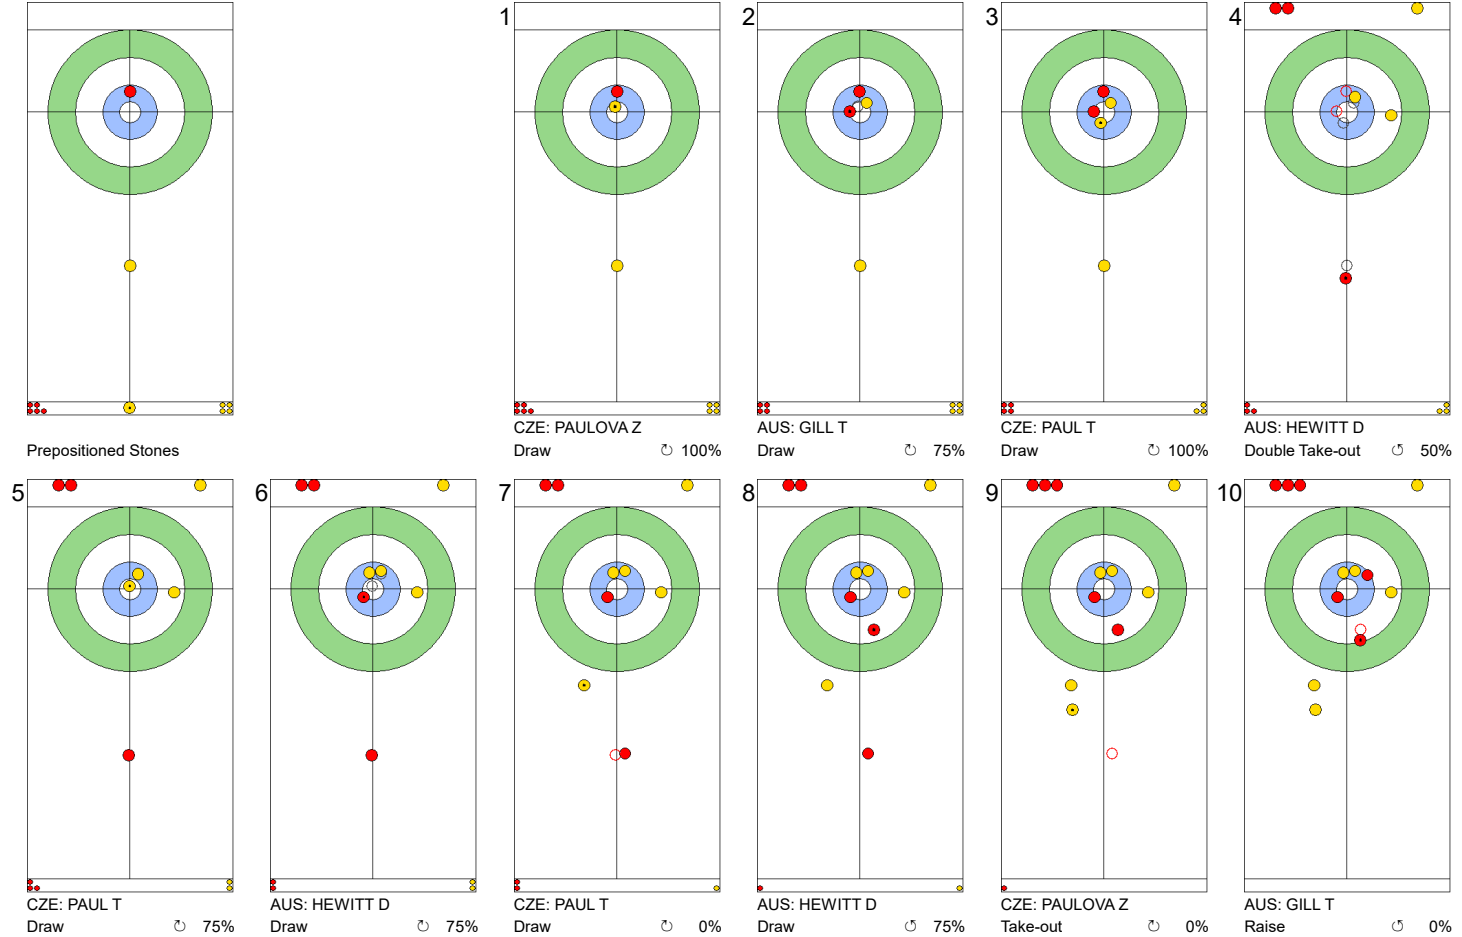 1
2
3
4
Prepositioned Stones
CZE: PAULOVA Z
Draw 100%
AUS: GILL T
Draw 75%
CZE: PAUL T
Draw 100%
AUS: HEWITT D
Double Take-out 50%
5
6
7
8
9
10
CZE: PAUL T
Draw 75%
AUS: HEWITT D
Draw 75%
CZE: PAUL T
Draw 0%
AUS: HEWITT D
Draw 75%
CZE: PAULOVA Z
Take-out 0%
AUS: GILL T
Raise 0%